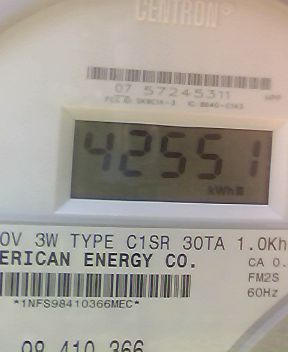 CENTRON®
07 57245311
42551
kWh
0V 3W TYPE C1SR 30TA 1.0Kh
ERICAN ENERGY CO.
CA 0.
FM2S
60Hz
*1NFS98410366MEC*
98 410 366